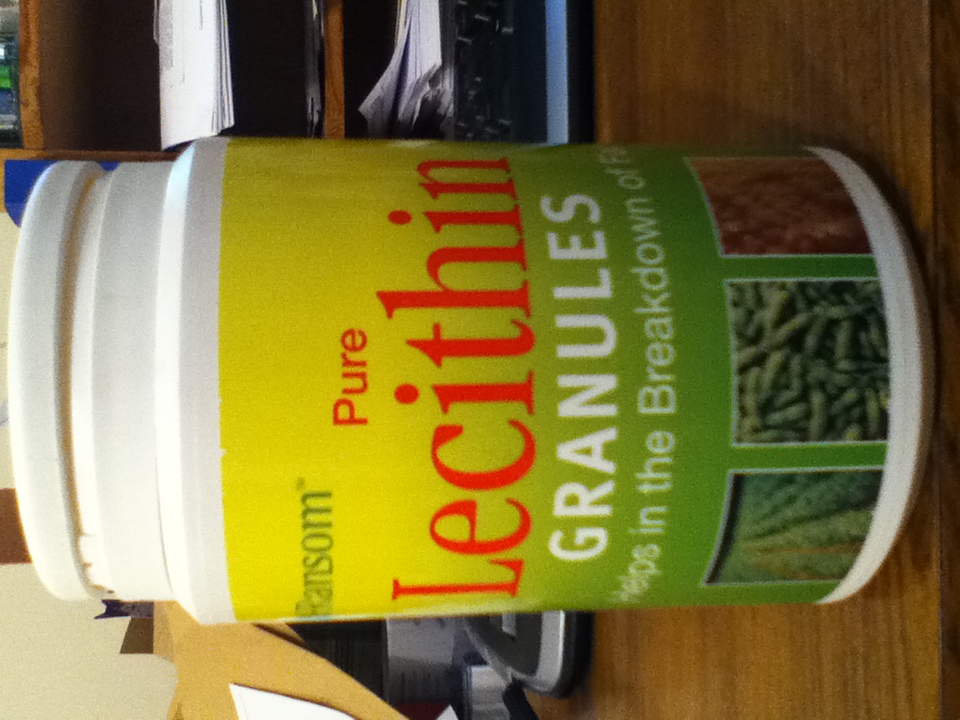 Ransom™
Pure
Lecithin
GRANULES
Helps in the Breakdown of